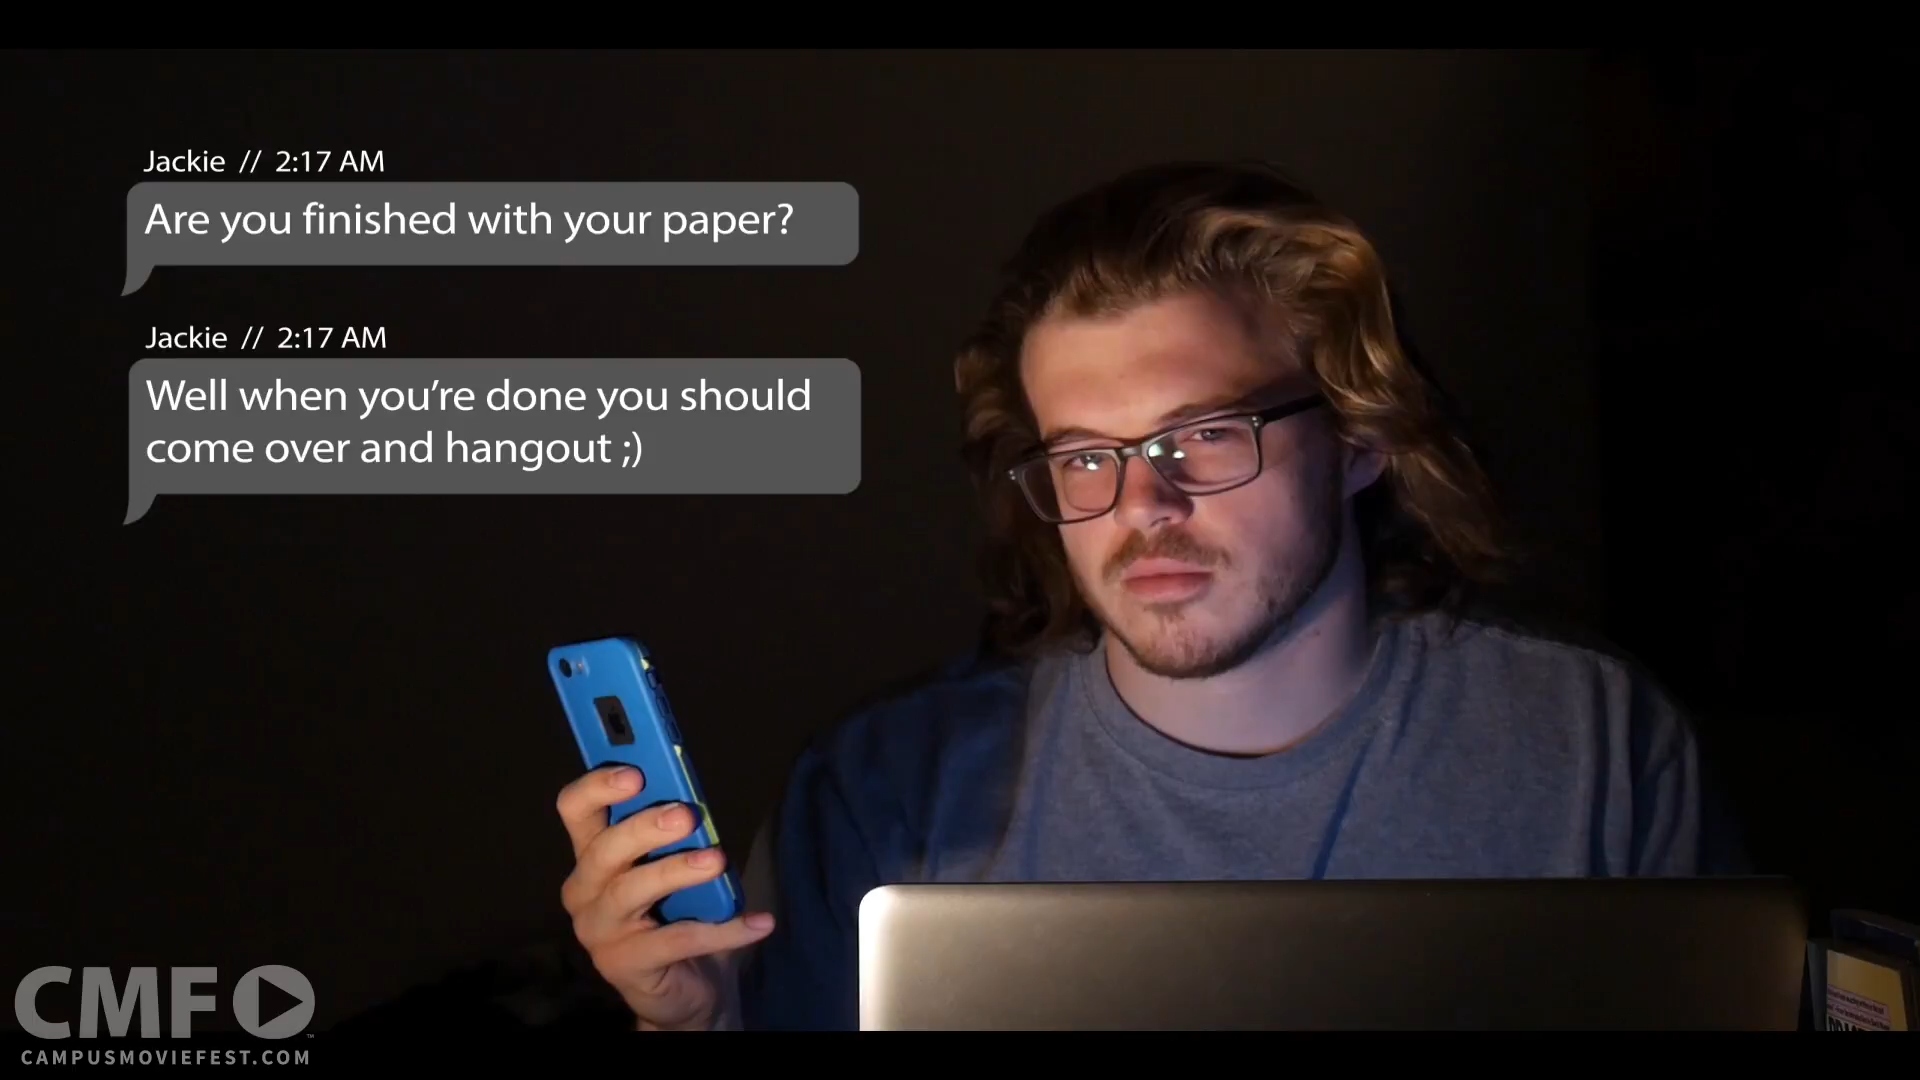 Jackie // 2:17 AM
Are you finished with your paper?
Jackie // 2:17 AM
Well when you’re done you should
come over and hangout ;)
CMF
CAMPUSMOVIEFEST.COM